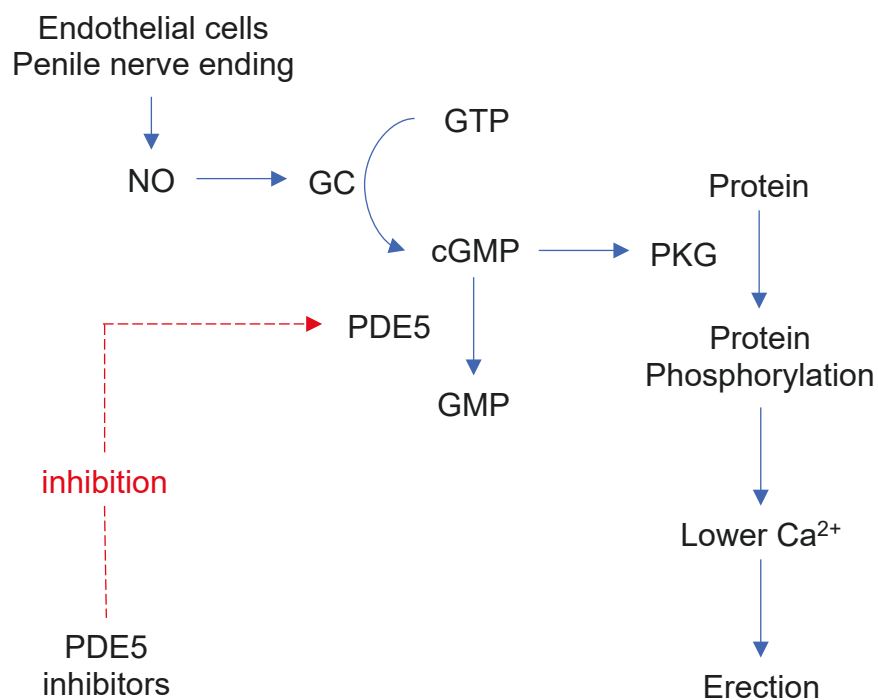 Endothelial cells
Penile nerve ending
GTP
NO
GC
Protein
cGMP
PKG
PDE5
Protein
Phosphorylation
GMP
inhibition
Lower Ca²⁺
PDE5
inhibitors
Erection